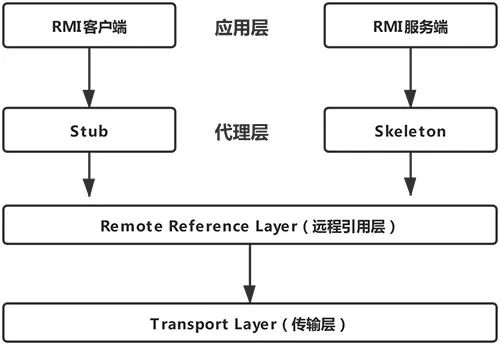 RMI客户端
应用层
RMI服务端
Stub
代理层
Skeleton
Remote Reference Layer（远程引用层）
Transport Layer（传输层）